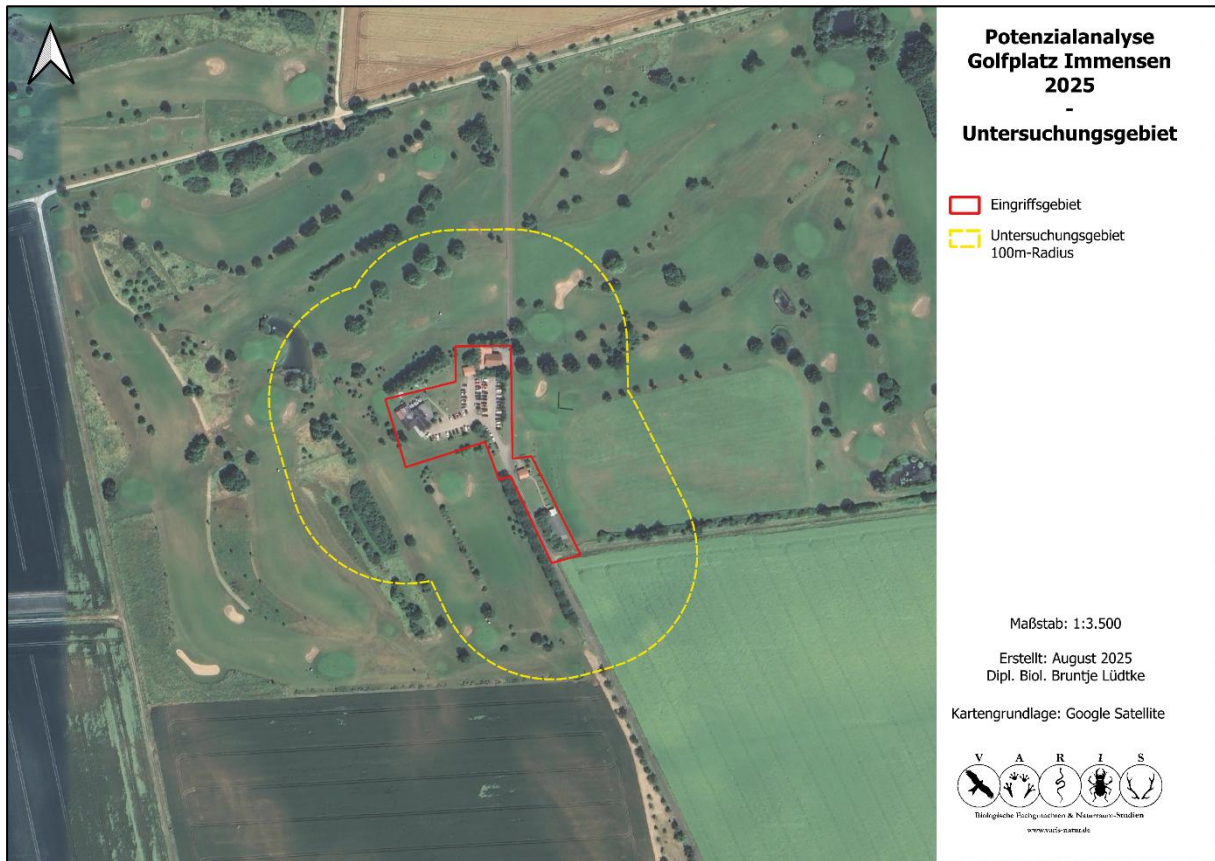 Potenzialanalyse
Golfplatz Immensen
2025
-
Untersuchungsgebiet
Eingriffsgebiet
Untersuchungsgebiet
100m-Radius
Maßstab: 1:3.500
Erstellt: August 2025
Dipl. Biol. Bruntje Lüdtke
Kartengrundlage: Google Satellite
V A R I S
Biologische Fachgutachten & Naturraum-Studien
www.varis-natur.de